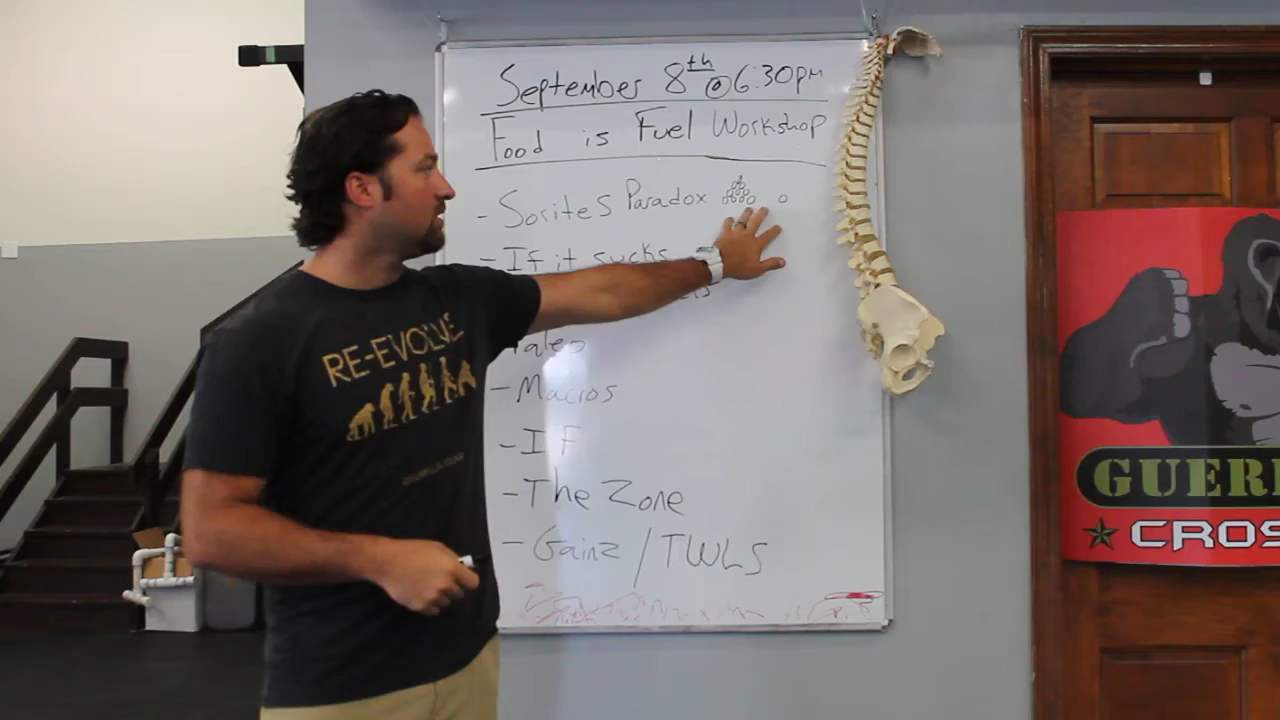 September 8th @ 6:30pm
Food is Fuel Workshop
- Sorites Paradox
- If it sucks
Paleo
- Macros
- IF
- The Zone
- Gainz / TWLS
RE-EVOLVE
GUER
CROS